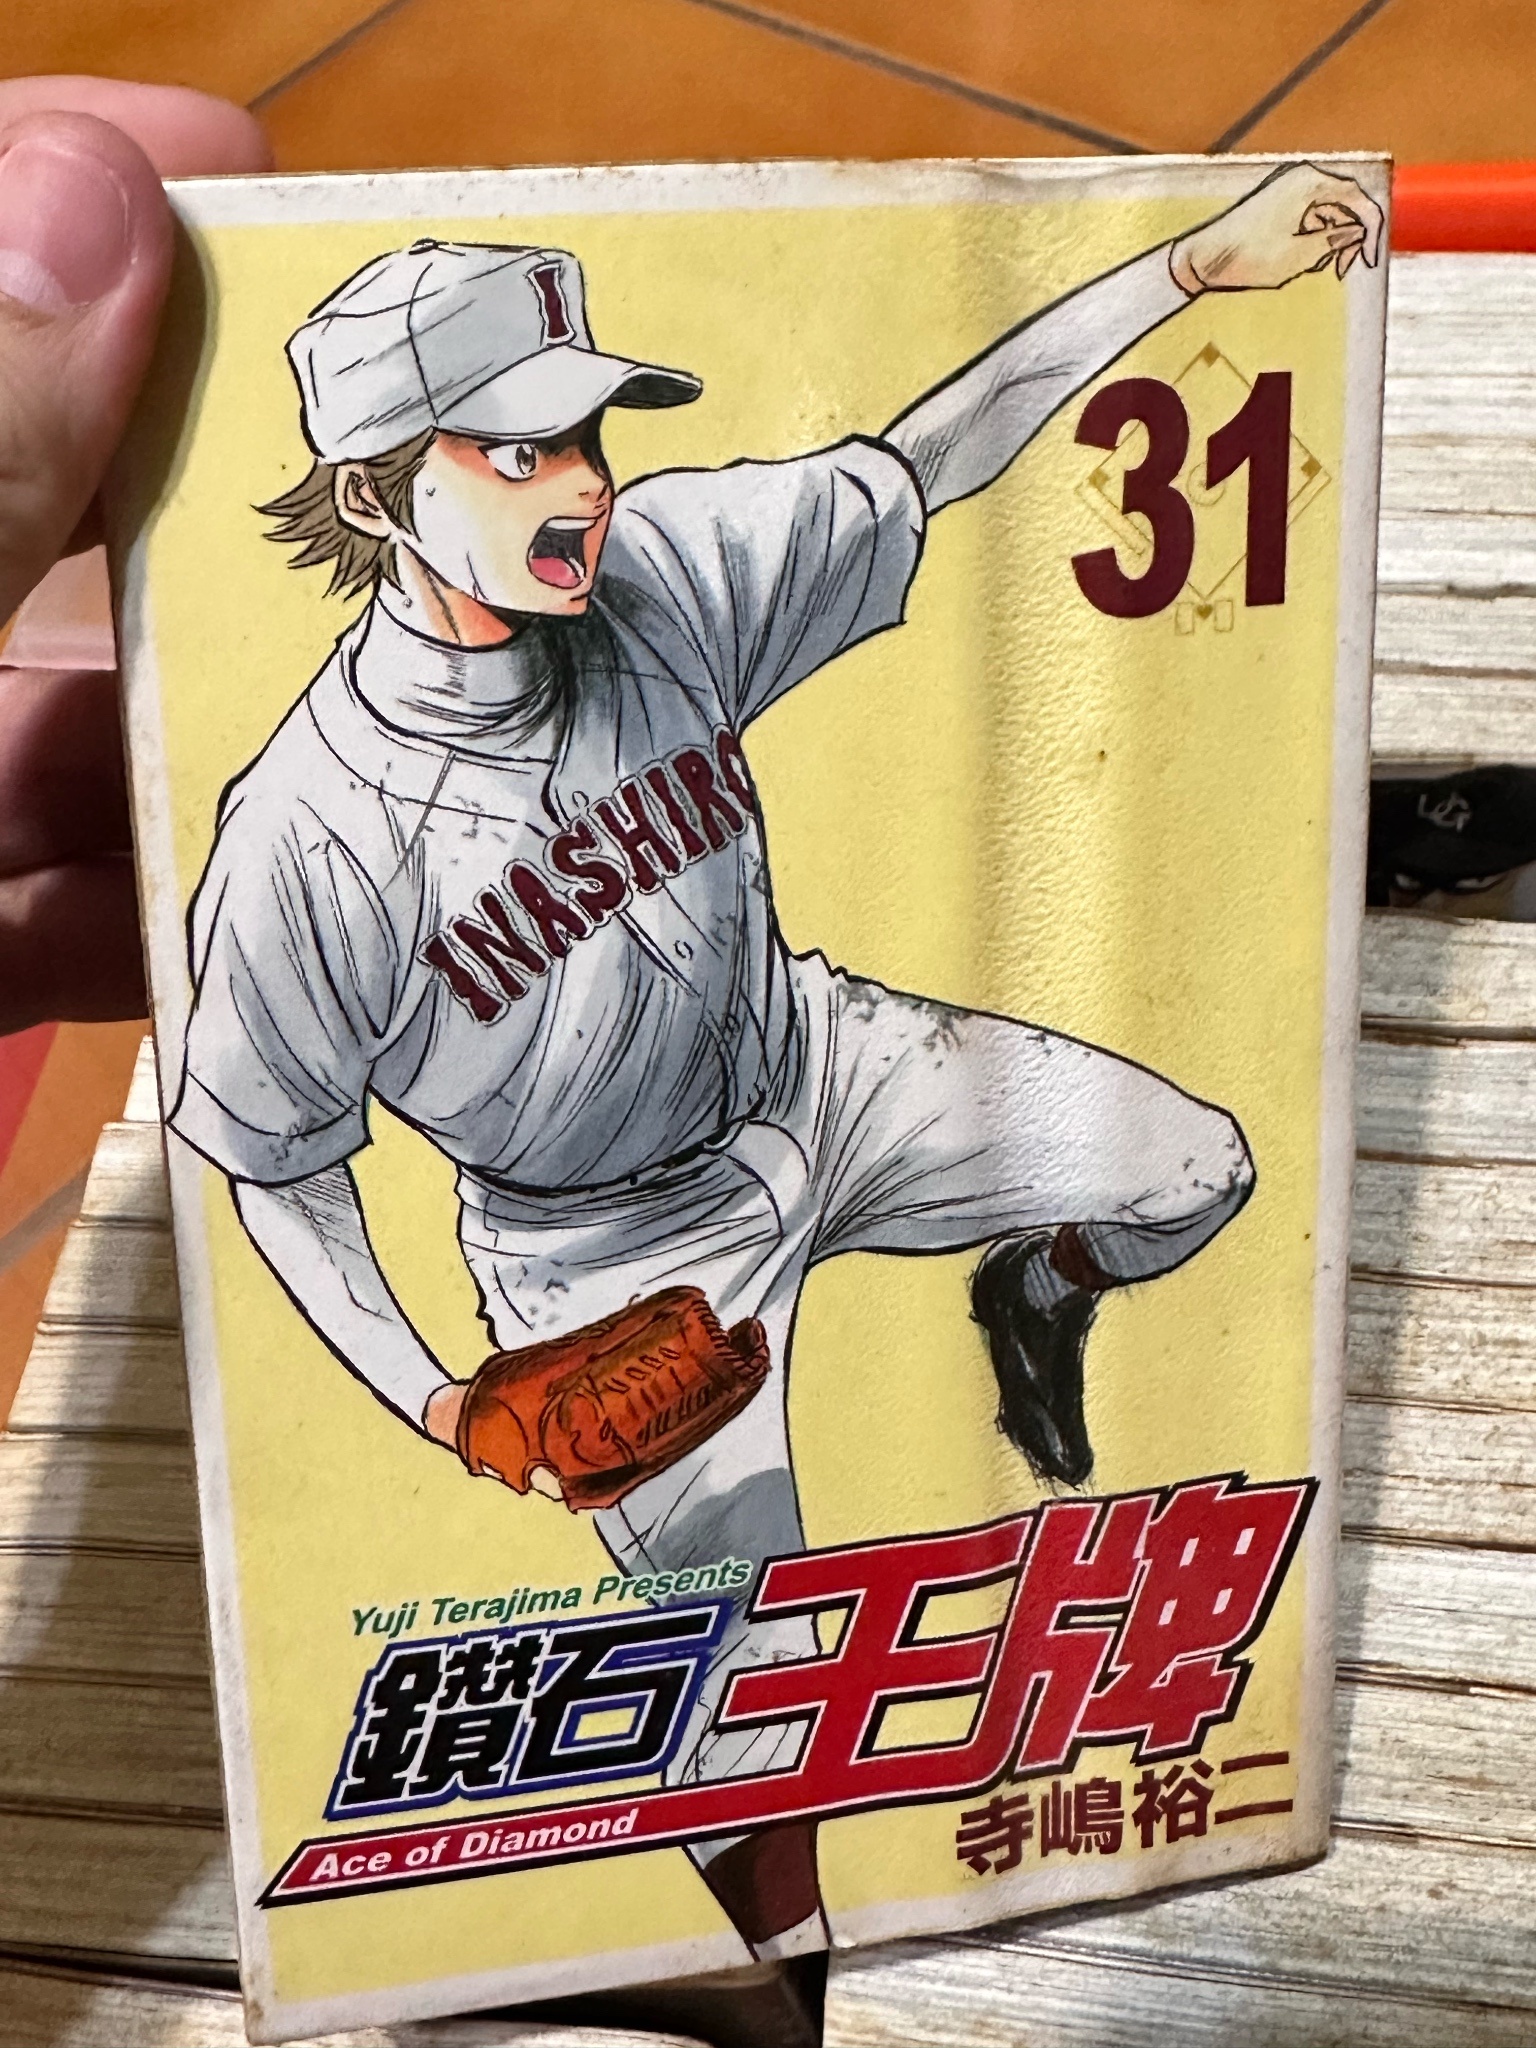 I
31
INASHIRO
Yuji Terajima Presents
鑽石王牌
Ace of Diamond
寺嶋裕二